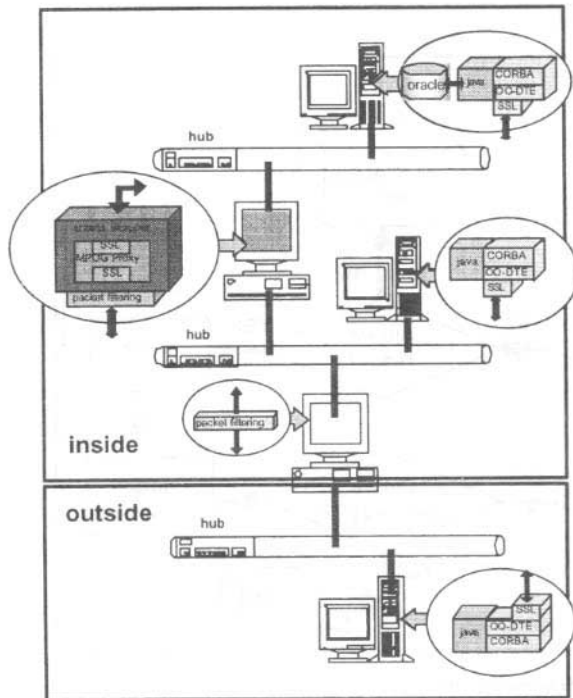 oracle
java
CORBA
OO-DTE
SSL
hub
SSL
MPOG Proxy
SSL
packet filtering
java
CORBA
OO-DTE
SSL
hub
packet filtering
inside
outside
hub
SSL
OO-DTE
java
CORBA